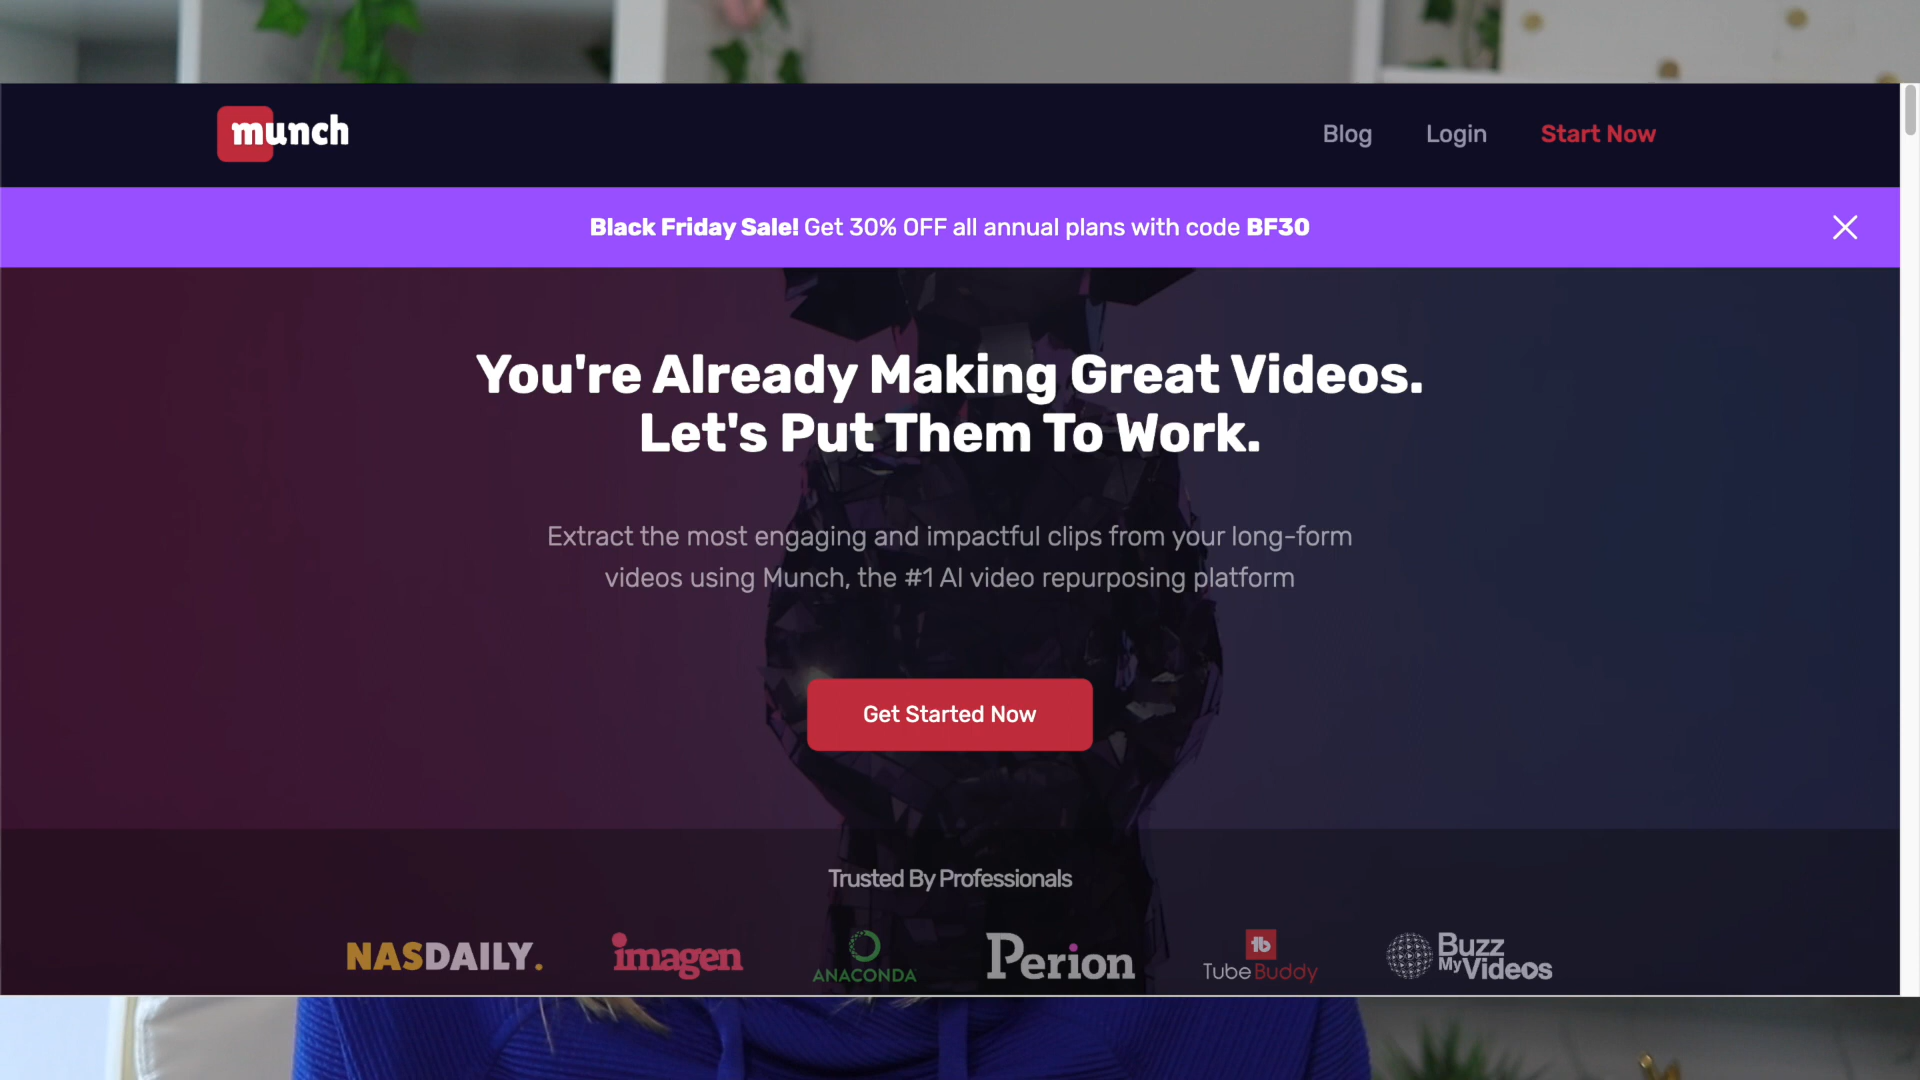 munch
Blog
Login
Start Now
Black Friday Sale! Get 30% OFF all annual plans with code BF30
You're Already Making Great Videos.
Let's Put Them To Work.
Extract the most engaging and impactful clips from your long-form
videos using Munch, the #1 AI video repurposing platform
Get Started Now
Trusted By Professionals
NASDAILY.
imagen
ANACONDA
Perion
tb
TubeBuddy
Buzz
My Videos